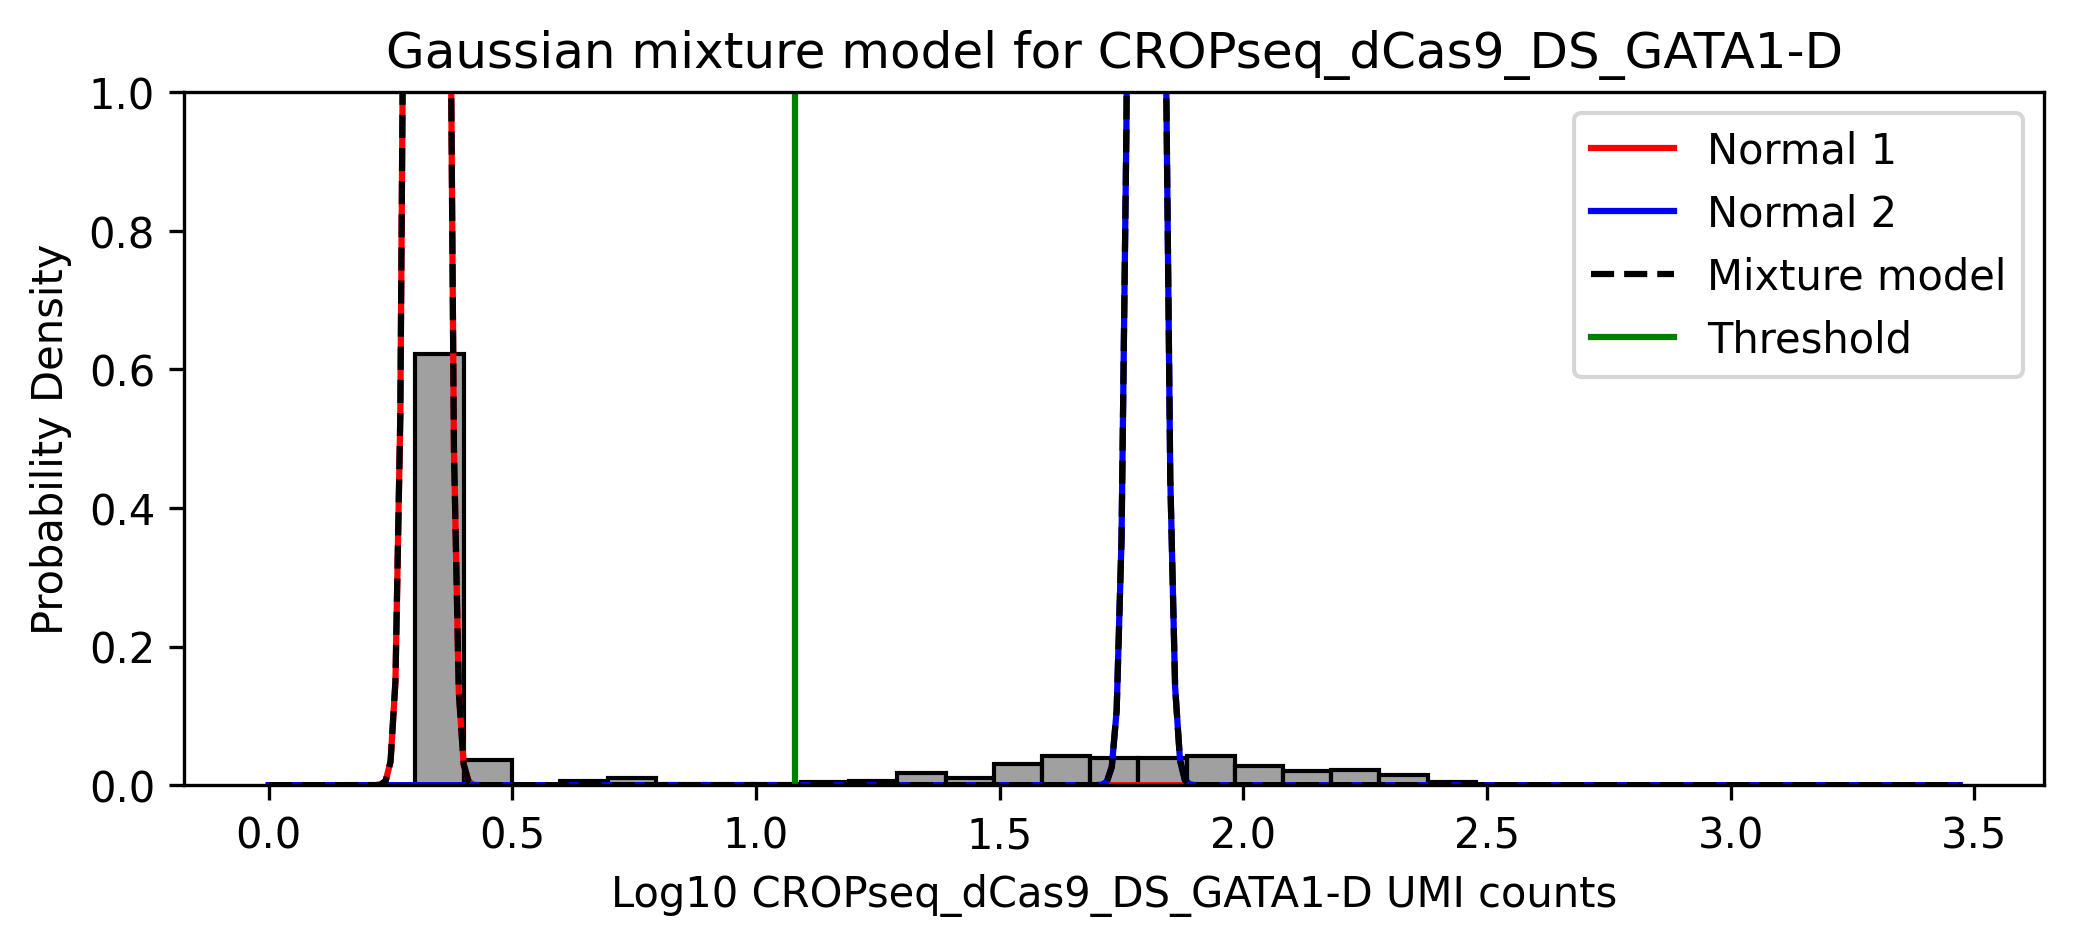 Gaussian mixture model for CROPseq_dCas9_DS_GATA1-D
1.0
0.8
0.6
0.4
0.2
0.0
Probability Density
Normal 1
Normal 2
Mixture model
Threshold
0.0 0.5 1.0 1.5 2.0 2.5 3.0 3.5
Log10 CROPseq_dCas9_DS_GATA1-D UMI counts